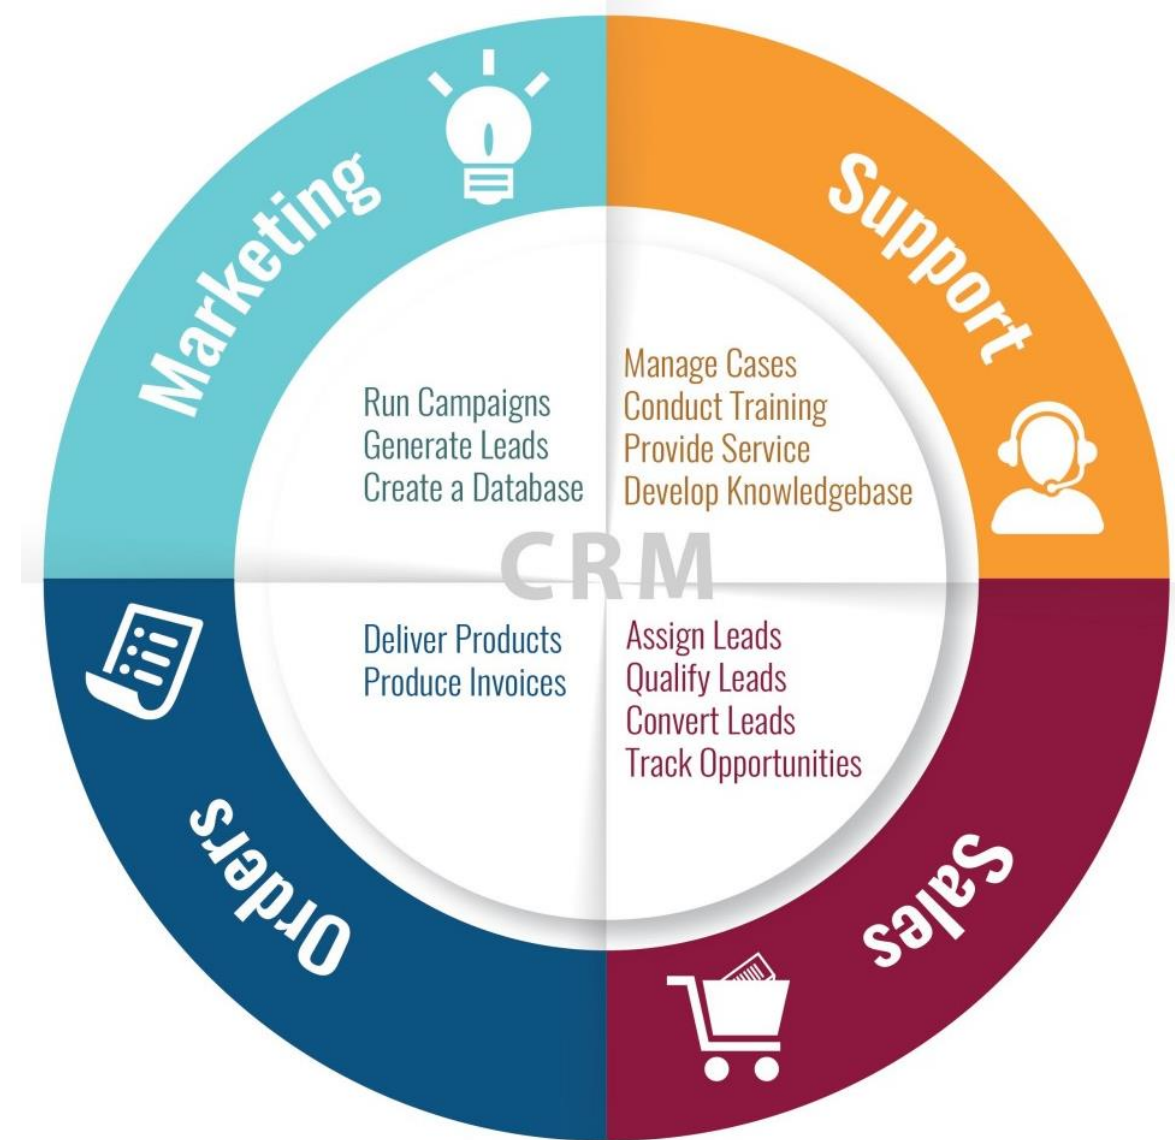 Marketing
Run Campaigns
Generate Leads
Create a Database
Support
Manage Cases
Conduct Training
Provide Service
Develop Knowledgebase
CRM
Orders
Deliver Products
Produce Invoices
Sales
Assign Leads
Qualify Leads
Convert Leads
Track Opportunities